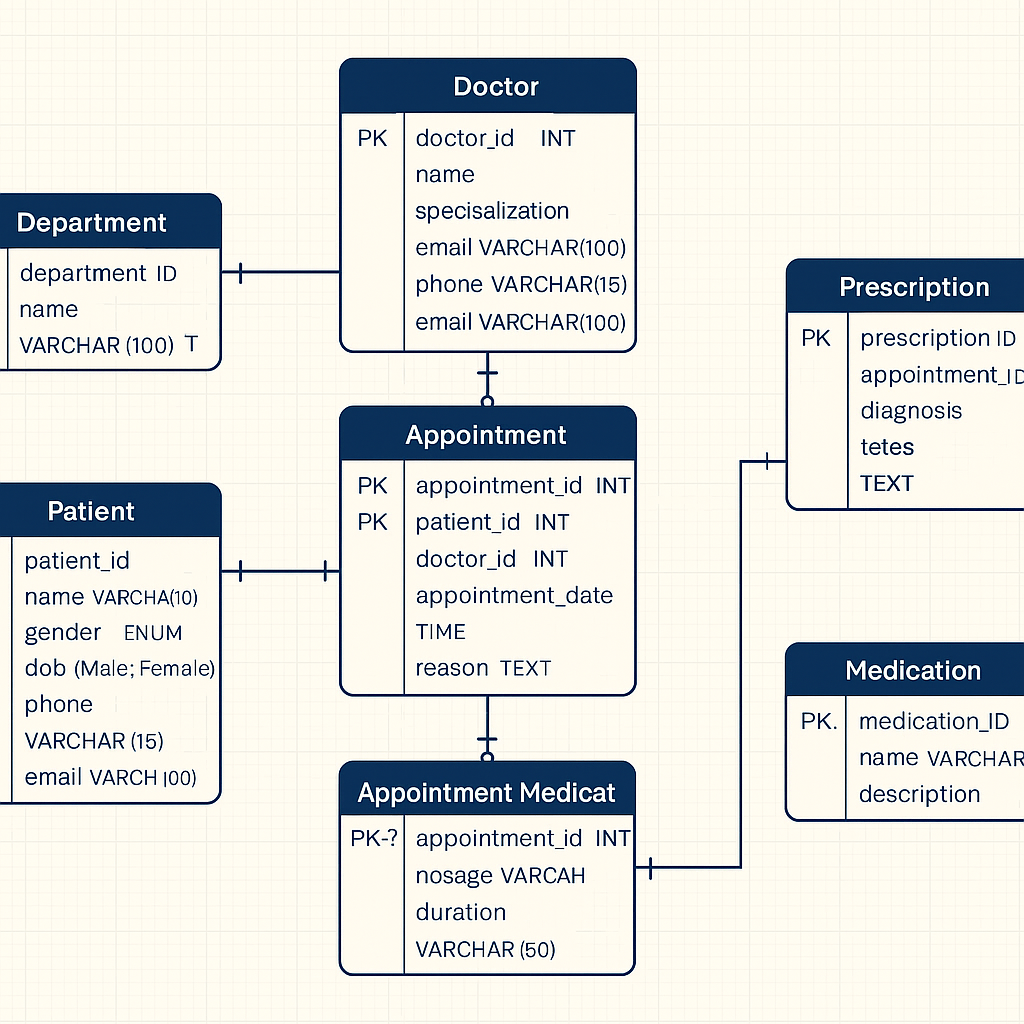 Doctor
PK doctor_id INT
name
specisalization
email VARCHAR(100)
phone VARCHAR(15)
email VARCHAR(100)
Department
department ID
name
VARCHAR (100) T
Prescription
PK prescription ID
appointment_ID
diagnosis
tetes
TEXT
Appointment
PK appointment_id INT
PK patient_id INT
doctor_id INT
appointment_date
TIME
reason TEXT
Patient
patient_id
name VARCHA(10)
gender ENUM
dob (Male; Female)
phone
VARCHAR (15)
email VARCH |00)
Medication
PK. medication_ID
name VARCHAR
description
Appointment Medicat
PK-? appointment_id INT
nosage VARCAH
duration
VARCHAR (50)